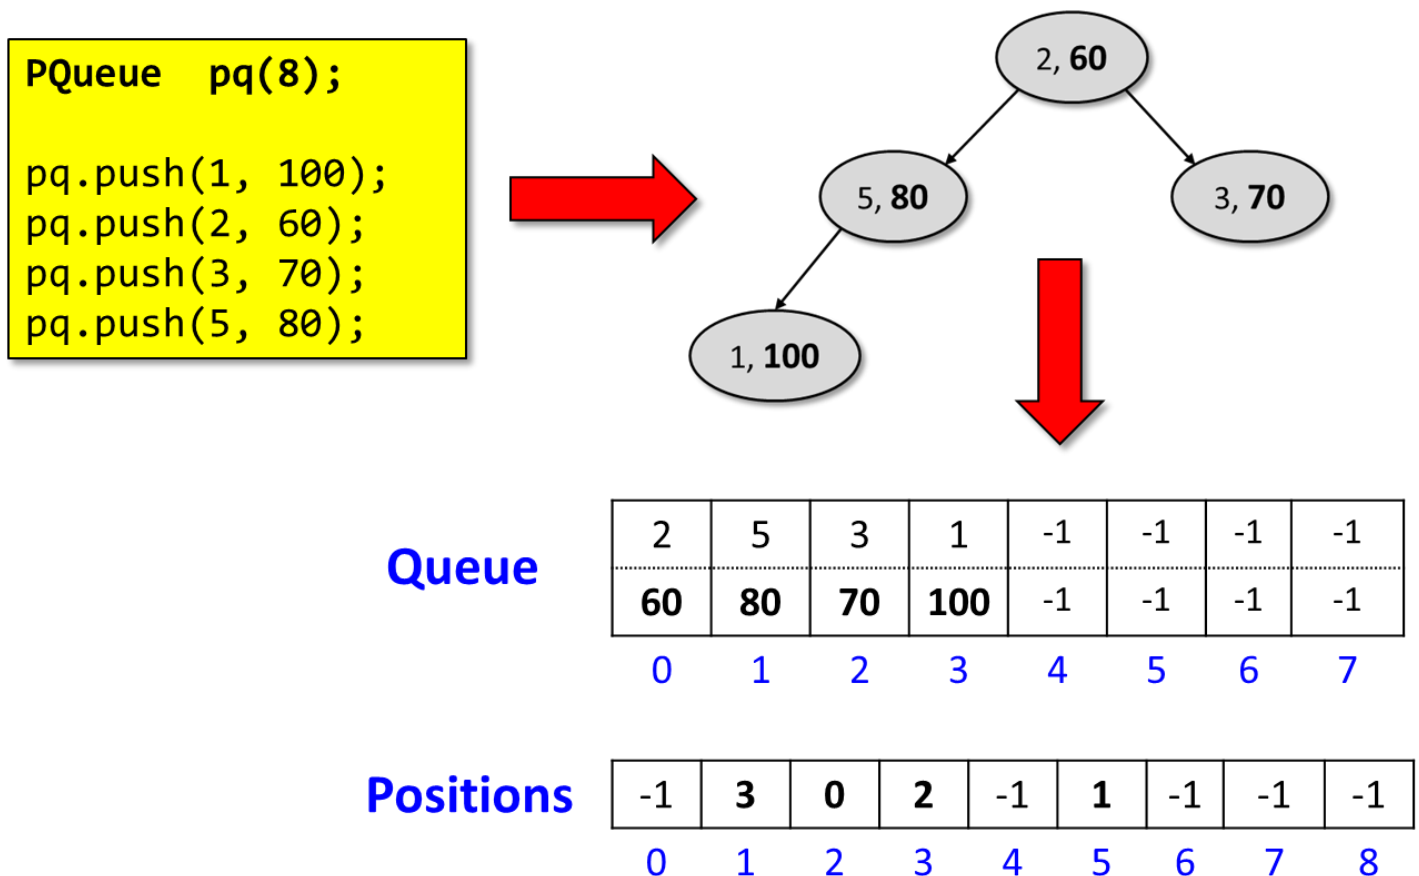 PQueue  pq(8);
pq.push(1, 100);
pq.push(2, 60);
pq.push(3, 70);
pq.push(5, 80);
2, 60
5, 80
3, 70
1, 100
Queue
2 5 3 1 -1 -1 -1 -1
60 80 70 100 -1 -1 -1 -1
0 1 2 3 4 5 6 7
Positions
-1 3 0 2 -1 1 -1 -1 -1
0 1 2 3 4 5 6 7 8